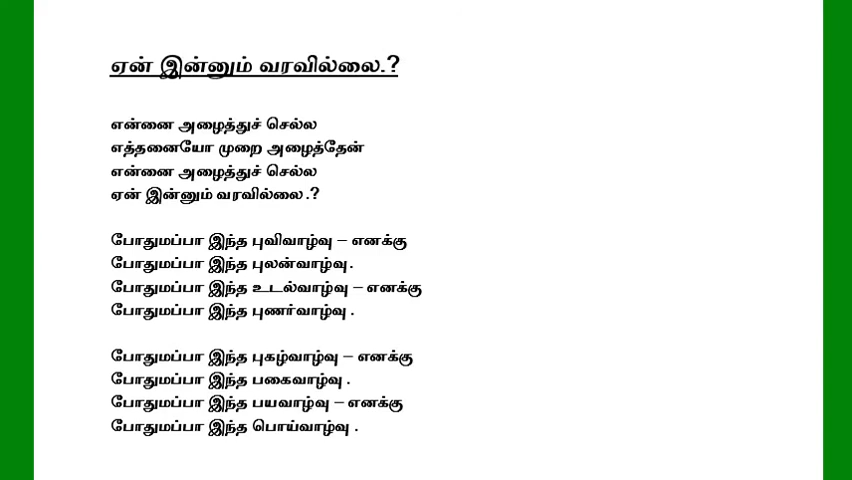 ஏன் இன்னும் வரவில்லை.?
என்னை அழைத்துச் செல்ல
எத்தனையோ முறை அழைத்தேன்
என்னை அழைத்துச் செல்ல
ஏன் இன்னும் வரவில்லை.?
போதுமப்பா இந்த புவிவாழ்வு – எனக்கு
போதுமப்பா இந்த புலன்வாழ்வு.
போதுமப்பா இந்த உடல்வாழ்வு – எனக்கு
போதுமப்பா இந்த புணர்வாழ்வு .
போதுமப்பா இந்த புகழ்வாழ்வு – எனக்கு
போதுமப்பா இந்த பகைவாழ்வு .
போதுமப்பா இந்த பயவாழ்வு – எனக்கு
போதுமப்பா இந்த பொய்வாழ்வு .